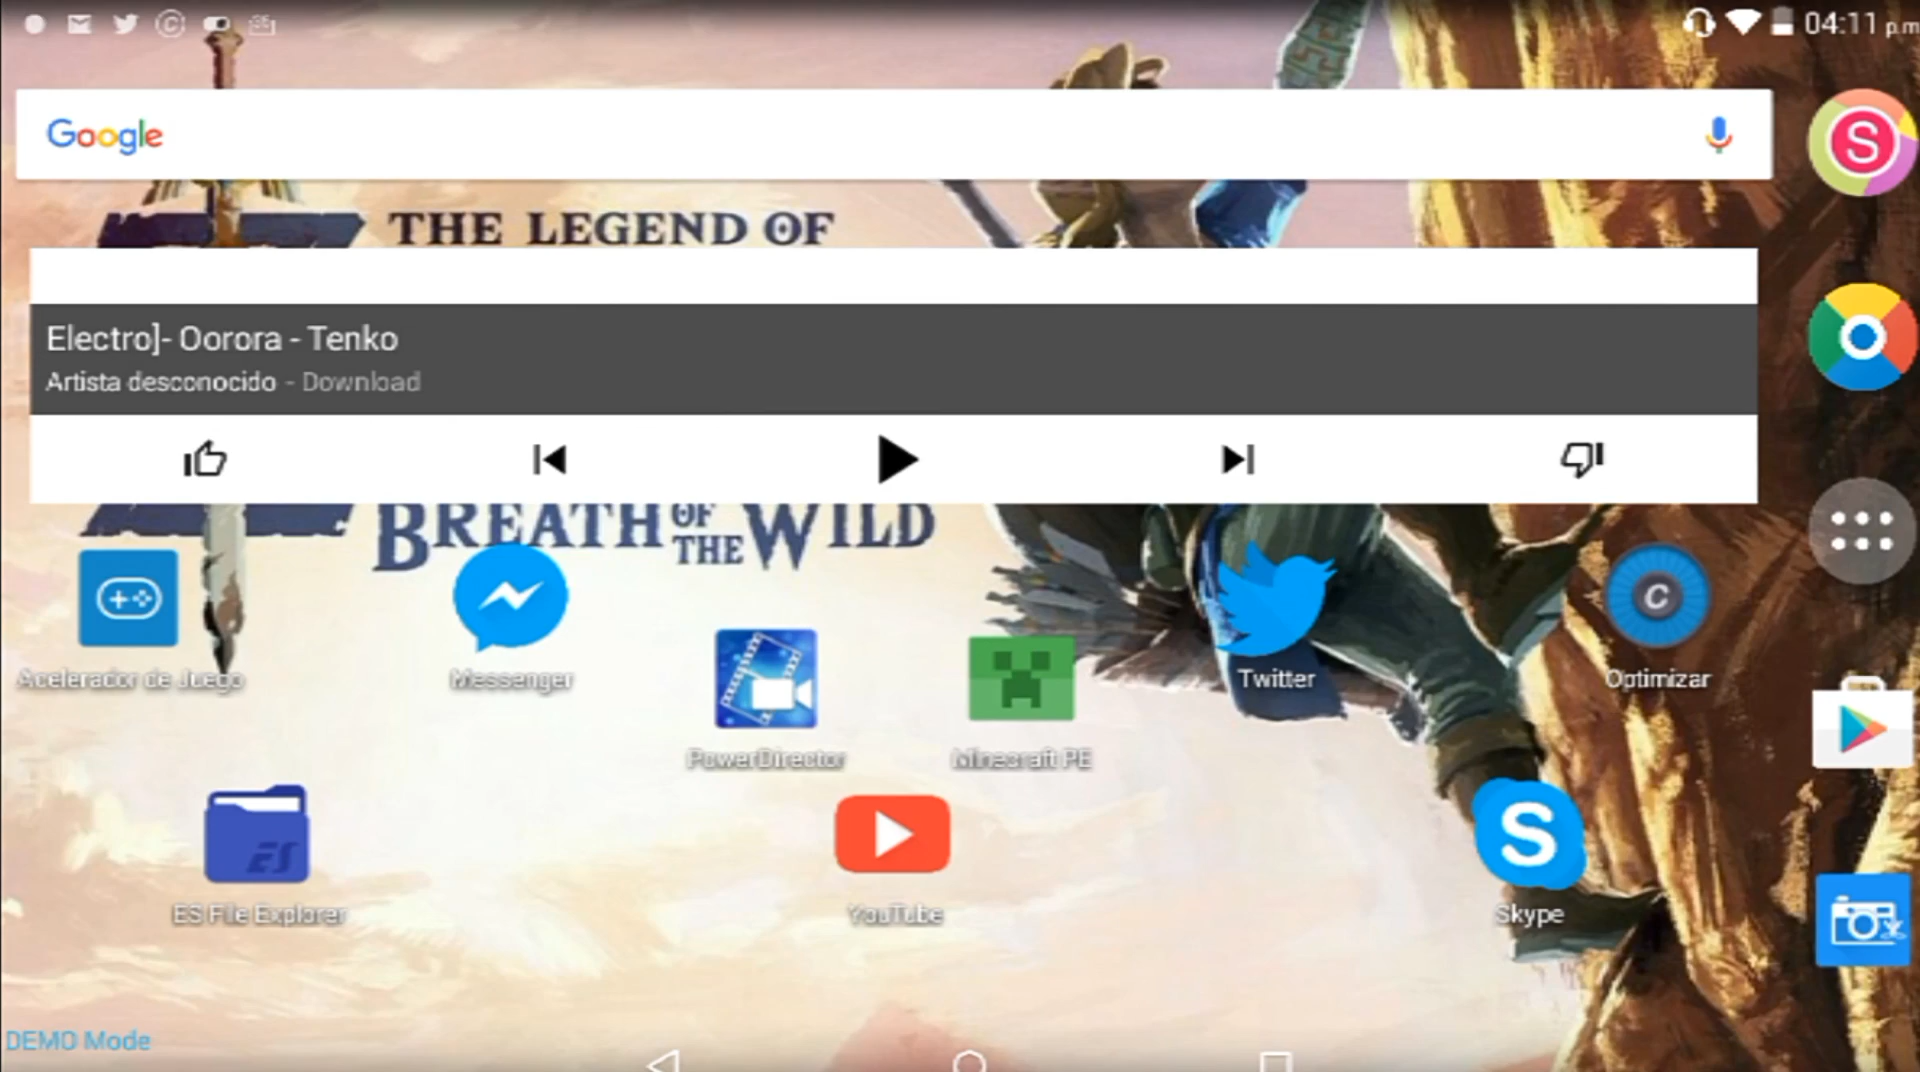 04:11 p.m
Google
THE LEGEND OF
Electro]- Oorora - Tenko
Artista desconocido - Download
BREATH OF THE WILD
Acelerador de Juego
Messenger
Twitter
Optimizar
PowerDirector
Minecraft PE
ES File Explorer
YouTube
Skype
DEMO Mode